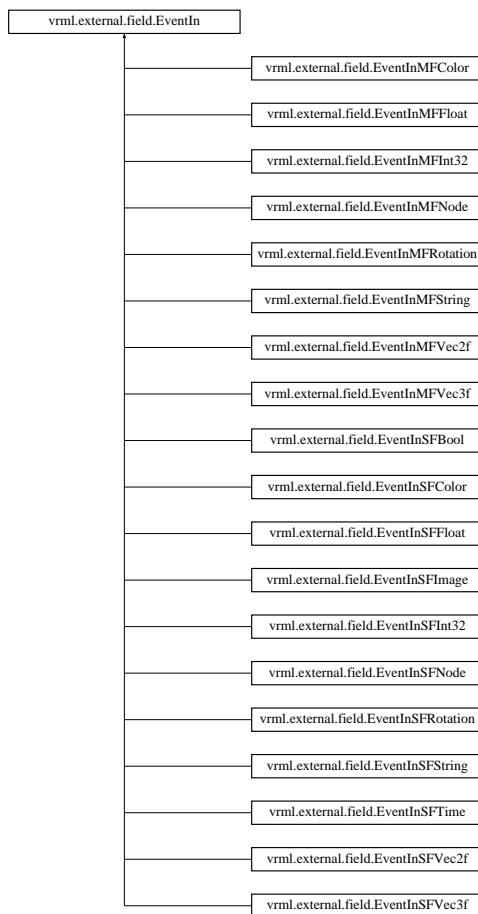 vrml.external.field.EventIn
vrml.external.field.EventInMFColor
vrml.external.field.EventInMFFloat
vrml.external.field.EventInMFInt32
vrml.external.field.EventInMFNode
vrml.external.field.EventInMFRotation
vrml.external.field.EventInMFString
vrml.external.field.EventInMFVec2f
vrml.external.field.EventInMFVec3f
vrml.external.field.EventInSFBool
vrml.external.field.EventInSFColor
vrml.external.field.EventInSFFloat
vrml.external.field.EventInSFImage
vrml.external.field.EventInSFInt32
vrml.external.field.EventInSFNode
vrml.external.field.EventInSFRotation
vrml.external.field.EventInSFString
vrml.external.field.EventInSFTime
vrml.external.field.EventInSFVec2f
vrml.external.field.EventInSFVec3f